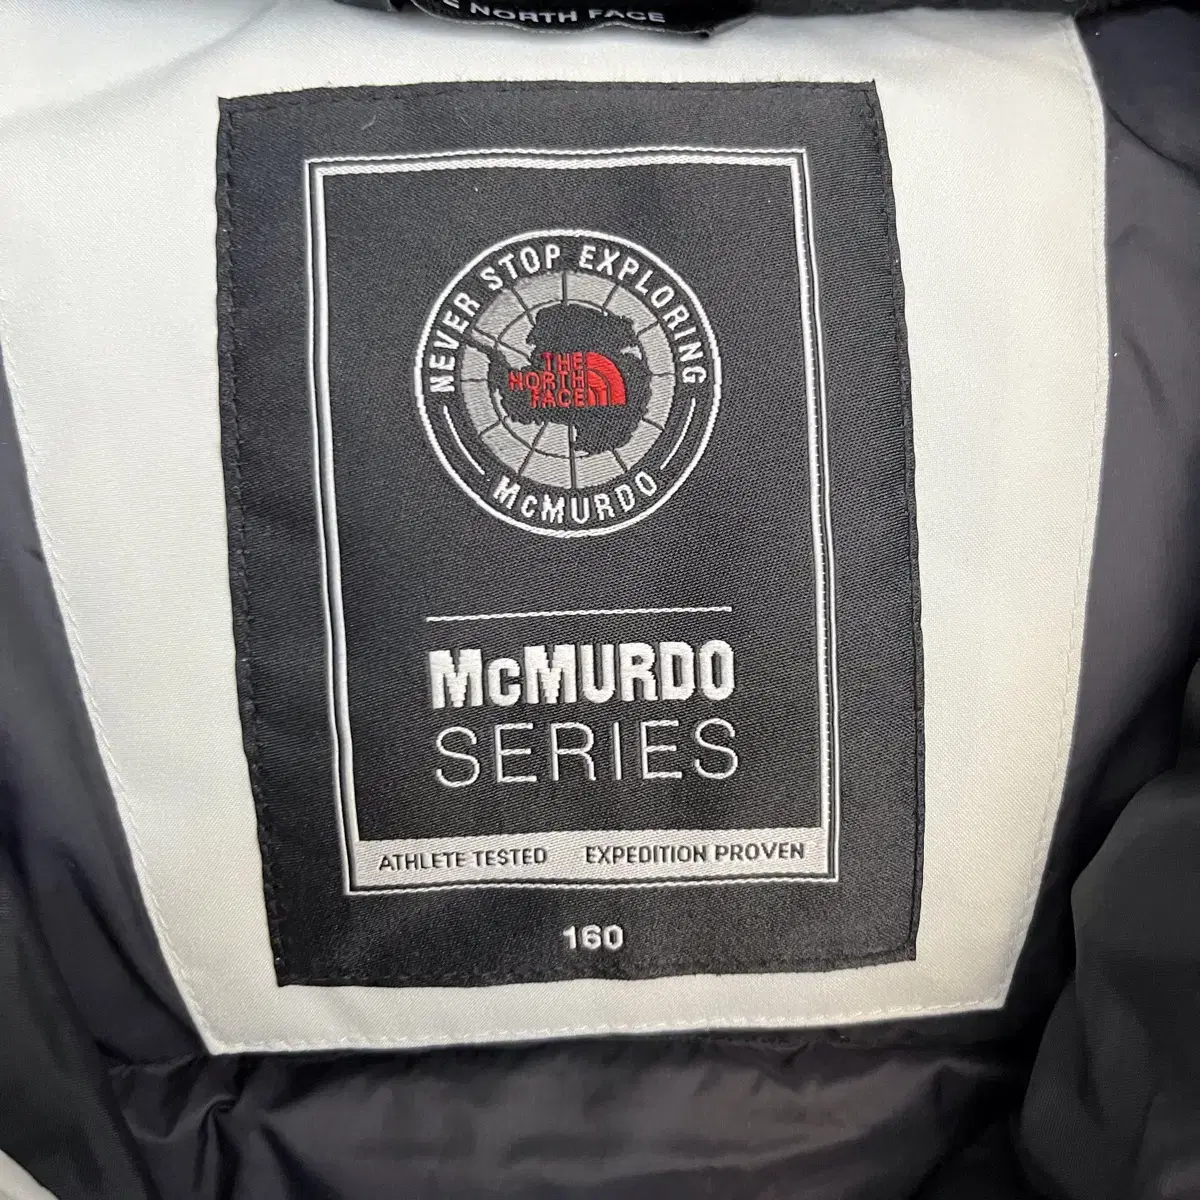 NORTH FACE
NEVER STOP EXPLORING
THE
NORTH
FACE
McMURDO
McMURDO
SERIES
ATHLETE TESTED EXPEDITION PROVEN
160